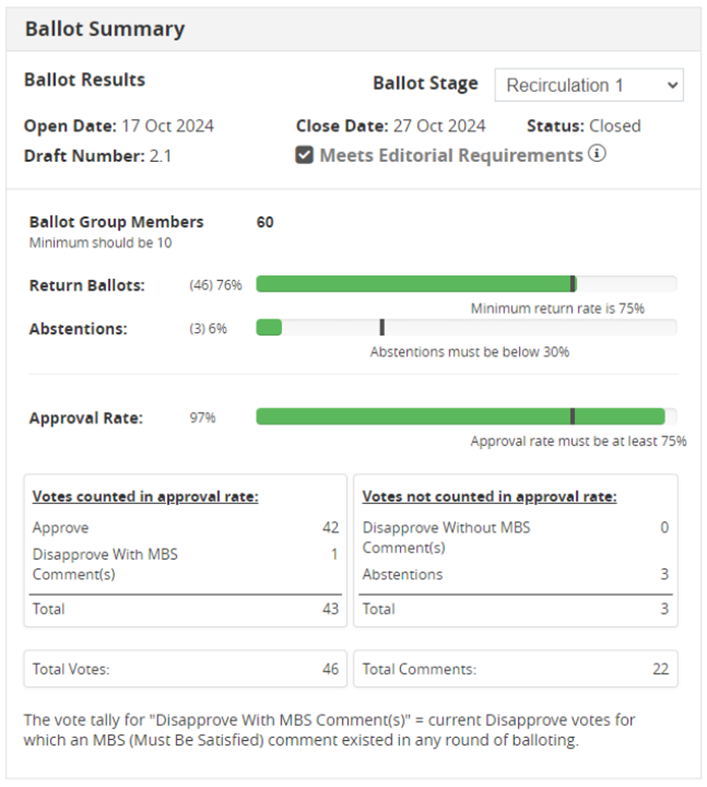 Ballot Summary
Ballot Results
Ballot Stage Recirculation 1
Open Date: 17 Oct 2024 Close Date: 27 Oct 2024 Status: Closed
Draft Number: 2.1 Meets Editorial Requirements
Ballot Group Members 60
Minimum should be 10
Return Ballots: (46) 76%
Minimum return rate is 75%
Abstentions: (3) 6%
Abstentions must be below 30%
Approval Rate: 97%
Approval rate must be at least 75%
Votes counted in approval rate:
Approve 42
Disapprove With MBS 1
Comment(s)
Total 43
Votes not counted in approval rate:
Disapprove Without MBS 0
Comment(s)
Abstentions 3
Total 3
Total Votes: 46
Total Comments: 22
The vote tally for "Disapprove With MBS Comment(s)" = current Disapprove votes for
which an MBS (Must Be Satisfied) comment existed in any round of balloting.